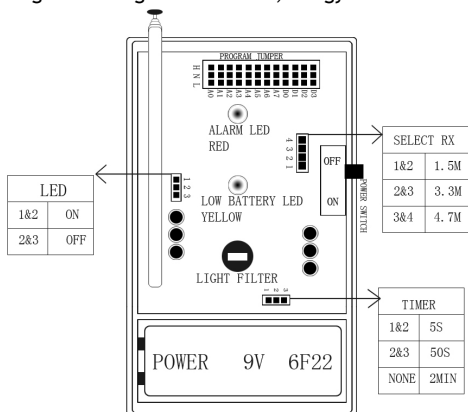 PROGRAM JUMPER
H N L
A0 A1 A2 A3 A4 A5 A6 A7 D0 D1 D2 D3
ALARM LED
RED
4 3 2 1
OFF
ON
POWER SWITCH
SELECT RX
1&2 1.5M
2&3 3.3M
3&4 4.7M
LED
1&2 ON
2&3 OFF
1 2 3
LOW BATTERY LED
YELLOW
LIGHT FILTER
1 2 3
TIMER
1&2 5S
2&3 50S
NONE 2MIN
POWER 9V 6F22